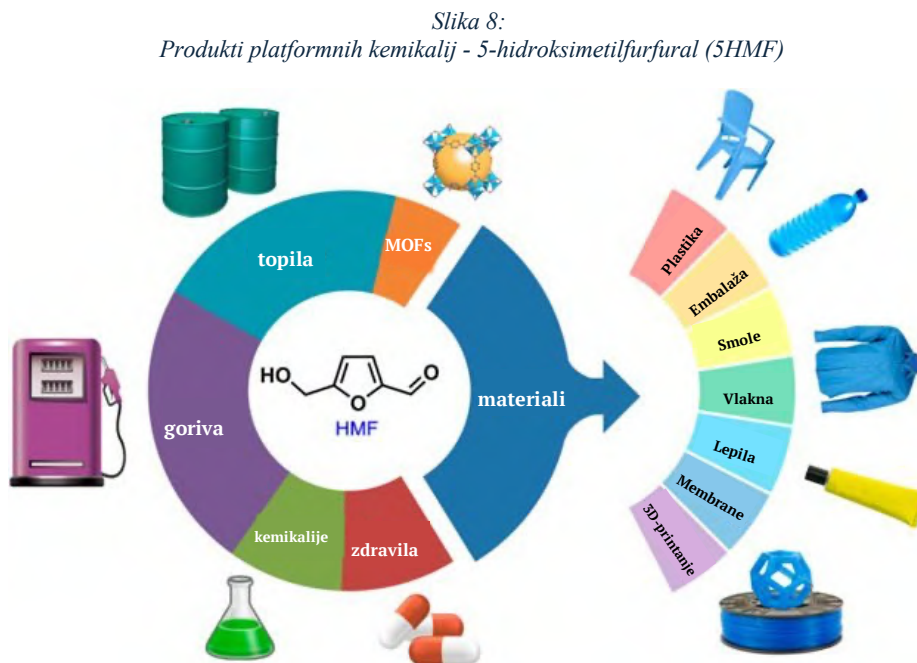 Slika 8:
Produkti platformnih kemikalij - 5-hidroksimetilfurfural (5HMF)
MOFs
topila
goriva
kemikalije
zdravila
materiali
HO
O
O
HMF
Plastika
Embalaža
Smole
Vlakna
Lepila
Membrane
3D-printanje